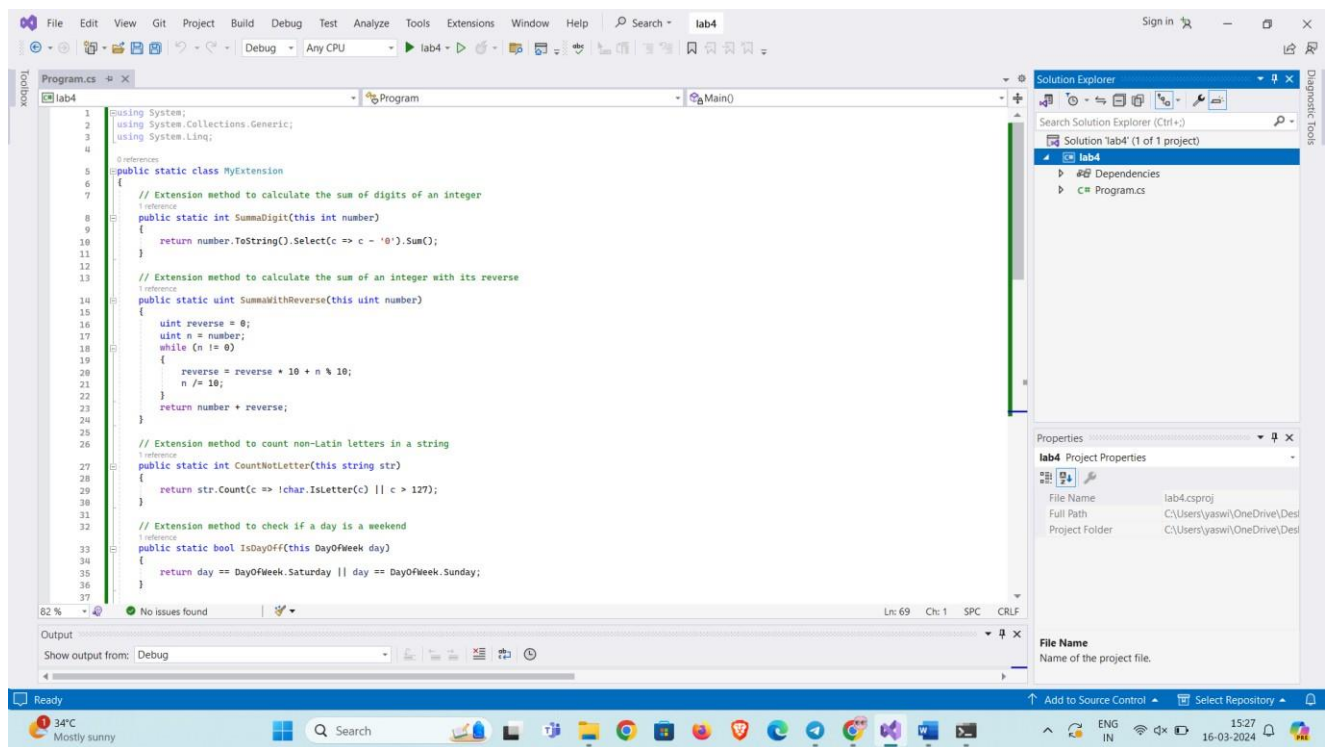 File Edit View Git Project Build Debug Test Analyze Tools Extensions Window Help Search lab4 Sign in
Debug Any CPU lab4
Toolbox
Program.cs
lab4 Program Main()
1 using System;
2 using System.Collections.Generic;
3 using System.Linq;
4
0 references
5 public static class MyExtension
6 {
7 // Extension method to calculate the sum of digits of an integer
1 reference
8 public static int SummaDigit(this int number)
9 {
10 return number.ToString().Select(c => c - '0').Sum();
11 }
12
13 // Extension method to calculate the sum of an integer with its reverse
1 reference
14 public static uint SummaWithReverse(this uint number)
15 {
16 uint reverse = 0;
17 uint n = number;
18 while (n != 0)
19 {
20 reverse = reverse * 10 + n % 10;
21 n /= 10;
22 }
23 return number + reverse;
24 }
25
26 // Extension method to count non-Latin letters in a string
1 reference
27 public static int CountNotLetter(this string str)
28 {
29 return str.Count(c => !char.IsLetter(c) || c > 127);
30 }
31
32 // Extension method to check if a day is a weekend
1 reference
33 public static bool IsDayOff(this DayOfWeek day)
34 {
35 return day == DayOfWeek.Saturday || day == DayOfWeek.Sunday;
36 }
37
82 % No issues found Ln: 69 Ch: 1 SPC CRLF
Output
Show output from: Debug
Solution Explorer
Search Solution Explorer (Ctrl+;)
Solution 'lab4' (1 of 1 project)
lab4
Dependencies
C# Program.cs
Diagnostic Tools
Properties
lab4 Project Properties
File Name lab4.csproj
Full Path C:\Users\yaswi\OneDrive\Des
Project Folder C:\Users\yaswi\OneDrive\Des
File Name
Name of the project file.
Ready Add to Source Control Select Repository
34°C
Mostly sunny
Search
ENG
IN
15:27
16-03-2024